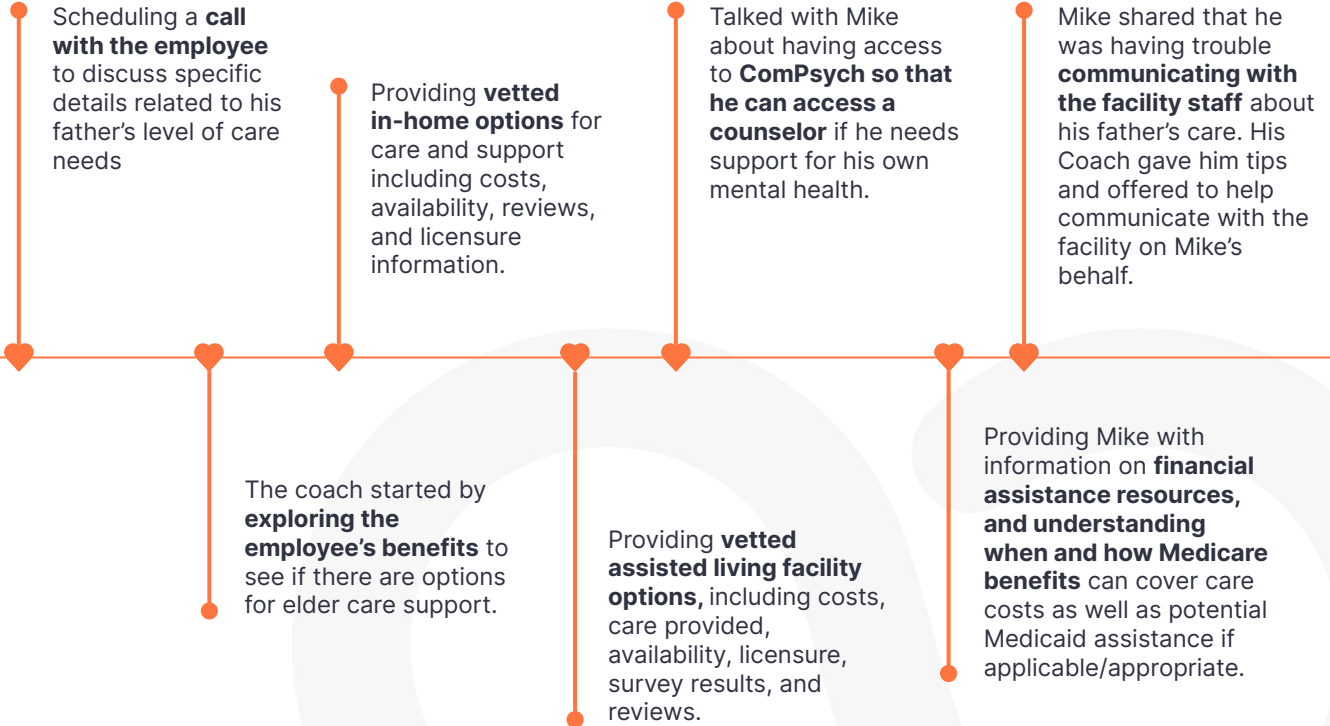 Scheduling a call
with the employee
to discuss specific
details related to his
father’s level of care
needs
The coach started by
exploring the
employee’s benefits to
see if there are options
for elder care support.
Providing vetted
in-home options for
care and support
including costs,
availability, reviews,
and licensure
information.
Providing vetted
assisted living facility
options, including costs,
care provided,
availability, licensure,
survey results, and
reviews.
Talked with Mike
about having access
to ComPsych so that
he can access a
counselor if he needs
support for his own
mental health.
Providing Mike with
information on financial
assistance resources,
and understanding
when and how Medicare
benefits can cover care
costs as well as potential
Medicaid assistance if
applicable/appropriate.
Mike shared that he
was having trouble
communicating with
the facility staff about
his father’s care. His
Coach gave him tips
and offered to help
communicate with the
facility on Mike’s
behalf.